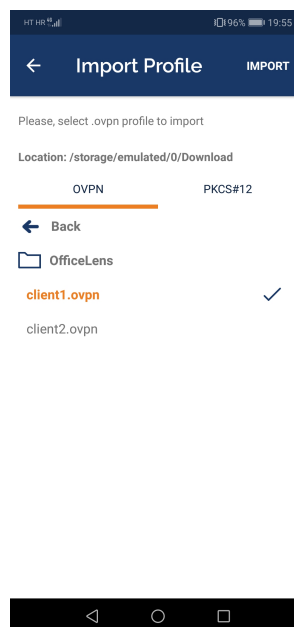 HT HR 4G 96% 19:55
Import Profile IMPORT
Please, select .ovpn profile to import
Location: /storage/emulated/0/Download
OVPN PKCS#12
Back
OfficeLens
client1.ovpn
client2.ovpn